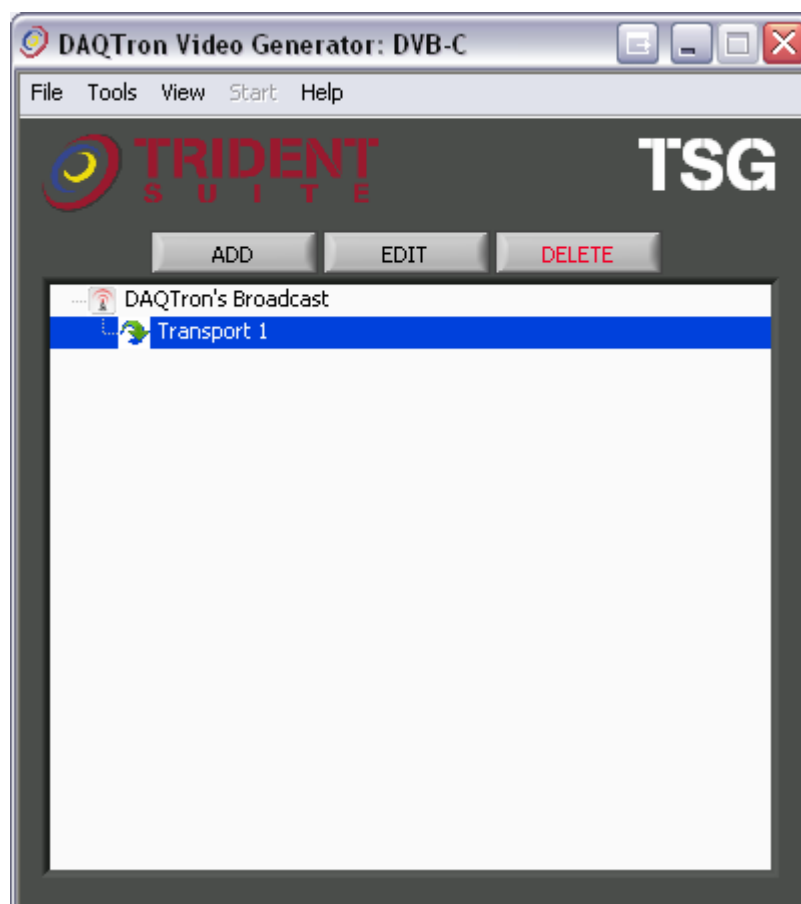 DAQTron Video Generator: DVB-C
File Tools View Start Help
TRIDENT
SUITE
TSG
ADD EDIT DELETE
DAQTron's Broadcast
Transport 1